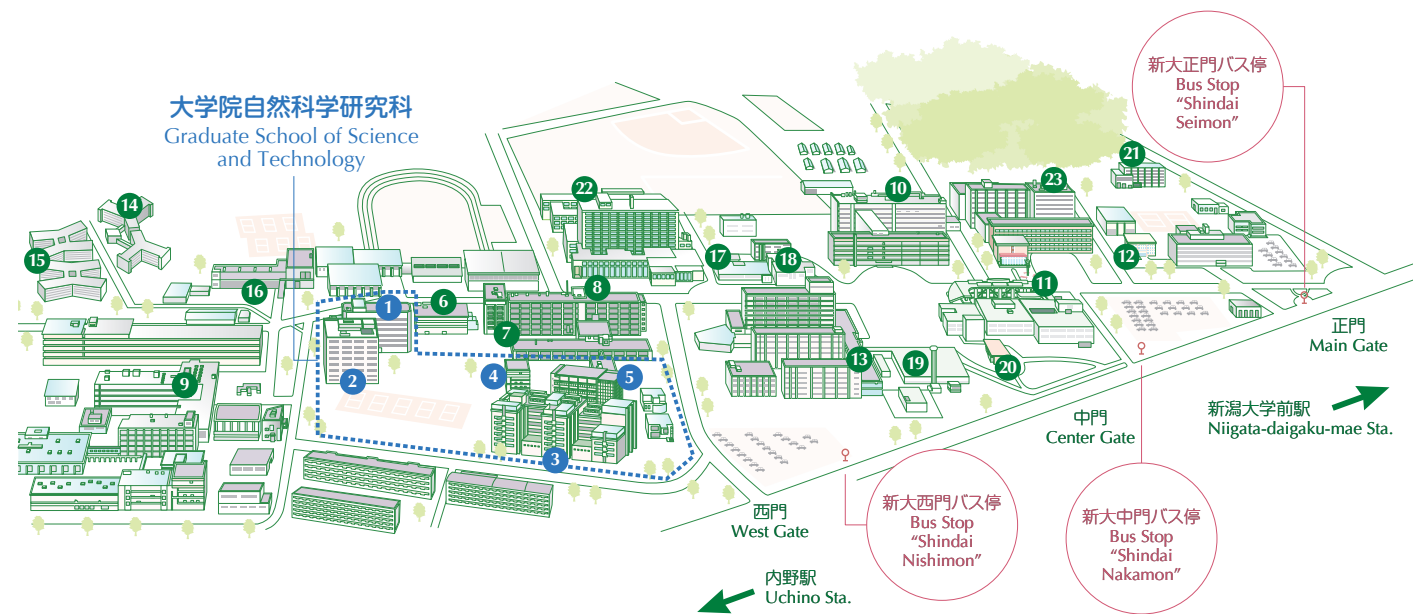 新大正門バス停
Bus Stop
“Shindai
Seimon”
大学院自然科学研究科
Graduate School of Science
and Technology
21
14
22
10
23
15
17
18
12
16
8
11
1
6
正門
Main Gate
7
13
19
20
9
2
4
5
中門
Center Gate
新潟大学前駅
Niigata-daigaku-mae Sta.
3
西門
West Gate
新大西門バス停
Bus Stop
“Shindai
Nishimon”
新大中門バス停
Bus Stop
“Shindai
Nakamon”
内野駅
Uchino Sta.